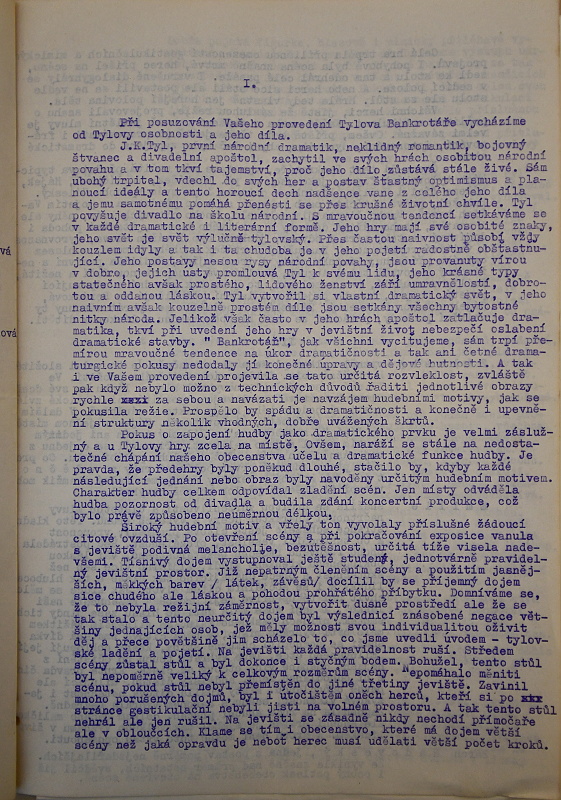 I.
Při posuzování Vašeho provedení Tylova Bankrotáře vycházíme
od Tylovy osobnosti a jeho díla.
J.K.Tyl, první národní dramatik, neklidný romantik, bojovný
štvanec a divadelní apoštol, zachytil ve svých hrách osobitou národní
povahu a v tom tkví tajemství, proč jeho dílo zůstává stále živé. Sám
ubohý trpitel, vdechl do svých her a postav šťastný optimismus a pla-
noucí ideály a tento horoucí dech nadšence vane z celého jeho díla
a jemu samotnému pomáhá přenésti se přes krušné životní chvíle. Tyl
povyšuje divadlo na školu národní. S mravoučnou tendencí setkáváme se
v každé dramatické i literární formě. Jeho hry mají své osobité znaky,
jeho svět je svět výlučně tylovský. Přes častou naivnost působí vždy
kouzlem idyly a tak i ta chudoba je v jeho pojetí radostně obšťastnu-
jící. Jeho postavy nesou rysy národní povahy, jsou provanuty vírou
v dobro, jejich usty promlouvá Tyl k svému lidu, jeho krásné typy
statečného avšak prostého, lidového ženství září umravnělostí, dobro-
tou a oddanou láskou. Tyl vytvořil si vlastní dramatický svět, v jeho
naivním avšak kouzelně prostém díle jsou setkány všechny bytostné
nitky národa. Jelikož však často v jeho hrách apoštol zatlačuje dra-
matika, tkví při uvedení jeho hry v jevištní život nebezpečí oslabení
dramatické stavby. " Bankrotář", jak všichni vycitujeme, sám trpí pře-
mírou mravoučné tendence na úkor dramatičnosti a tak ani četné drama-
turgické pokusy nedodaly jí konečné úpravy a dějové hutnosti. A tak
i ve Vašem provedení projevila se tato určitá rozvleklost, zvláště
pak když nebylo možno z technických důvodů řaditi jednotlivé obrazy
rychle za sebou a navázati je navzájem hudebními motivy, jak se
pokusila režie. Prospělo by spádu a dramatičnosti a konečně i upevně-
ní struktury několik vhodných, dobře uvážených škrtů.
Pokus o zapojení hudby jako dramatického prvku je velmi záslu-
žný a u Tylovy hry zcela na místě. Ovšem, naráží se stále na nedosta-
tečné chápání našeho obecenstva účelu a dramatické funkce hudby. Je
pravda, že předehry byly poněkud dlouhé, stačilo by, kdyby každé
následující jednání nebo obraz byly navoděny určitým hudebním motivem.
Charakter hudby celkem odpovídal zladění scén. Jen místy odváděla
hudba pozornost od divadla a budila zdání koncertní produkce, což
bylo právě způsobeno neúměrnou délkou.
Široký hudební motiv a vřelý ton vyvolaly příslušné žádoucí
citové ovzduší. Po otevření scény a při pokračování exposice vanula
s jeviště podivná melancholie, bezútěšnost, určitá tíže visela nade-
všemi. Tísnivý dojem vystupňoval ještě studený, jednotvárně pravidel-
ný jevištní prostor. Již nepatrným členěním scény a použitím jasněj-
ších, měkkých barev / látek, závěsů/ docílil by se příjemný dojem
sice chudého ale láskou a pohodou prohřátého příbytku. Domníváme se,
že to nebyla režijní záměrnost, vytvořit dusné prostředí ale že se
tak stalo a tento neurčitý dojem byl výslednicí znásobené negace vět-
šiny jednajících osob, jež měly možnost svou individualitou oživit
děj a přece povětšině jim scházelo to, co jsme uvedli úvodem - tylov-
ské ladění a pojetí. Na jevišti každá pravidelnost ruší. Středem
scény zůstal stůl a byl dokonce i styčným bodem. Bohužel, tento stůl
byl nepoměrně veliký k celkovým rozměrům scény. Nepomáhalo měniti
scénu, pokud stůl nebyl přemístěn do jiné třetiny jeviště. Zavinil
mnoho porušených dojmů, byl i útočištěm oněch herců, kteří si po
stránce gestikulační nebyli jisti na volném prostoru. A tak tento stůl
nehrál ale jen rušil. Na jevišti se zásadně nikdy nechodí přímočaře
ale v obloučcích. Klame se tím i obecenstvo, které má dojem větší
scény než jaká opravdu je neboť herec musí udělati větší počet kroků.
vá
ová